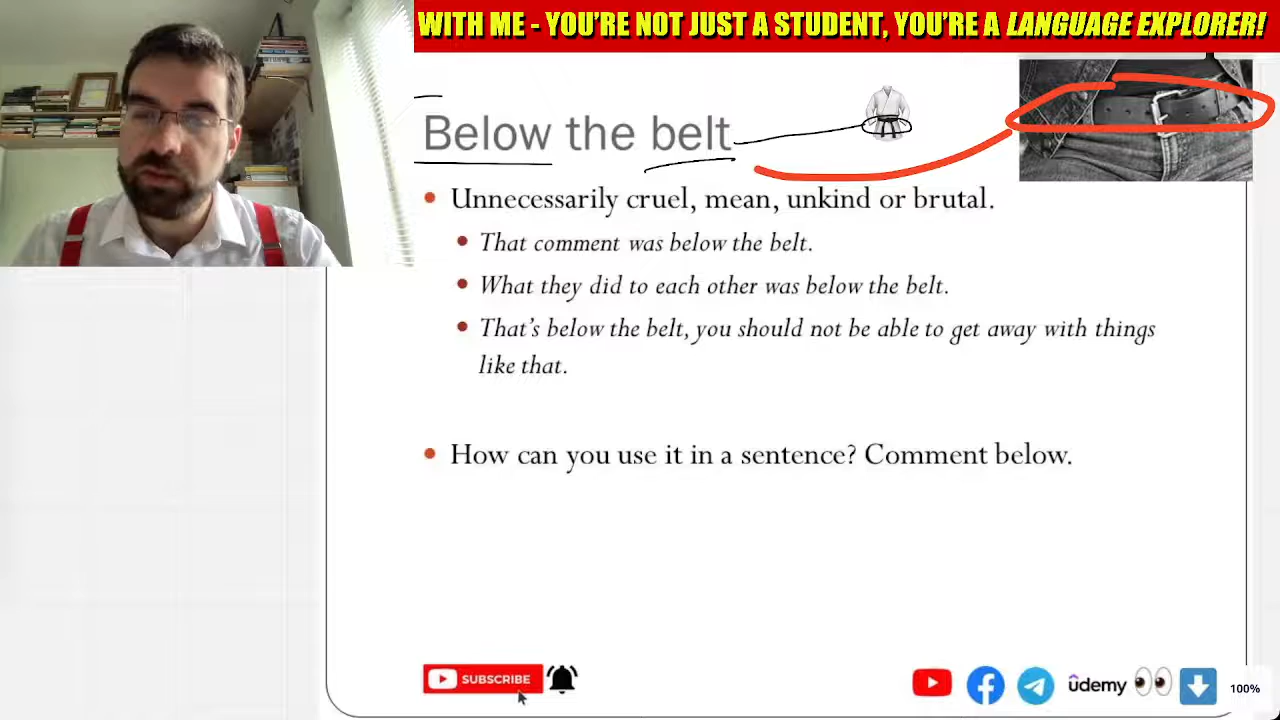 WITH ME - YOU'RE NOT JUST A STUDENT, YOU'RE A LANGUAGE EXPLORER!
Below the belt
Unnecessarily cruel, mean, unkind or brutal.
That comment was below the belt.
What they did to each other was below the belt.
That's below the belt, you should not be able to get away with things
like that.
How can you use it in a sentence? Comment below.
SUBSCRIBE
ûdemy
100%